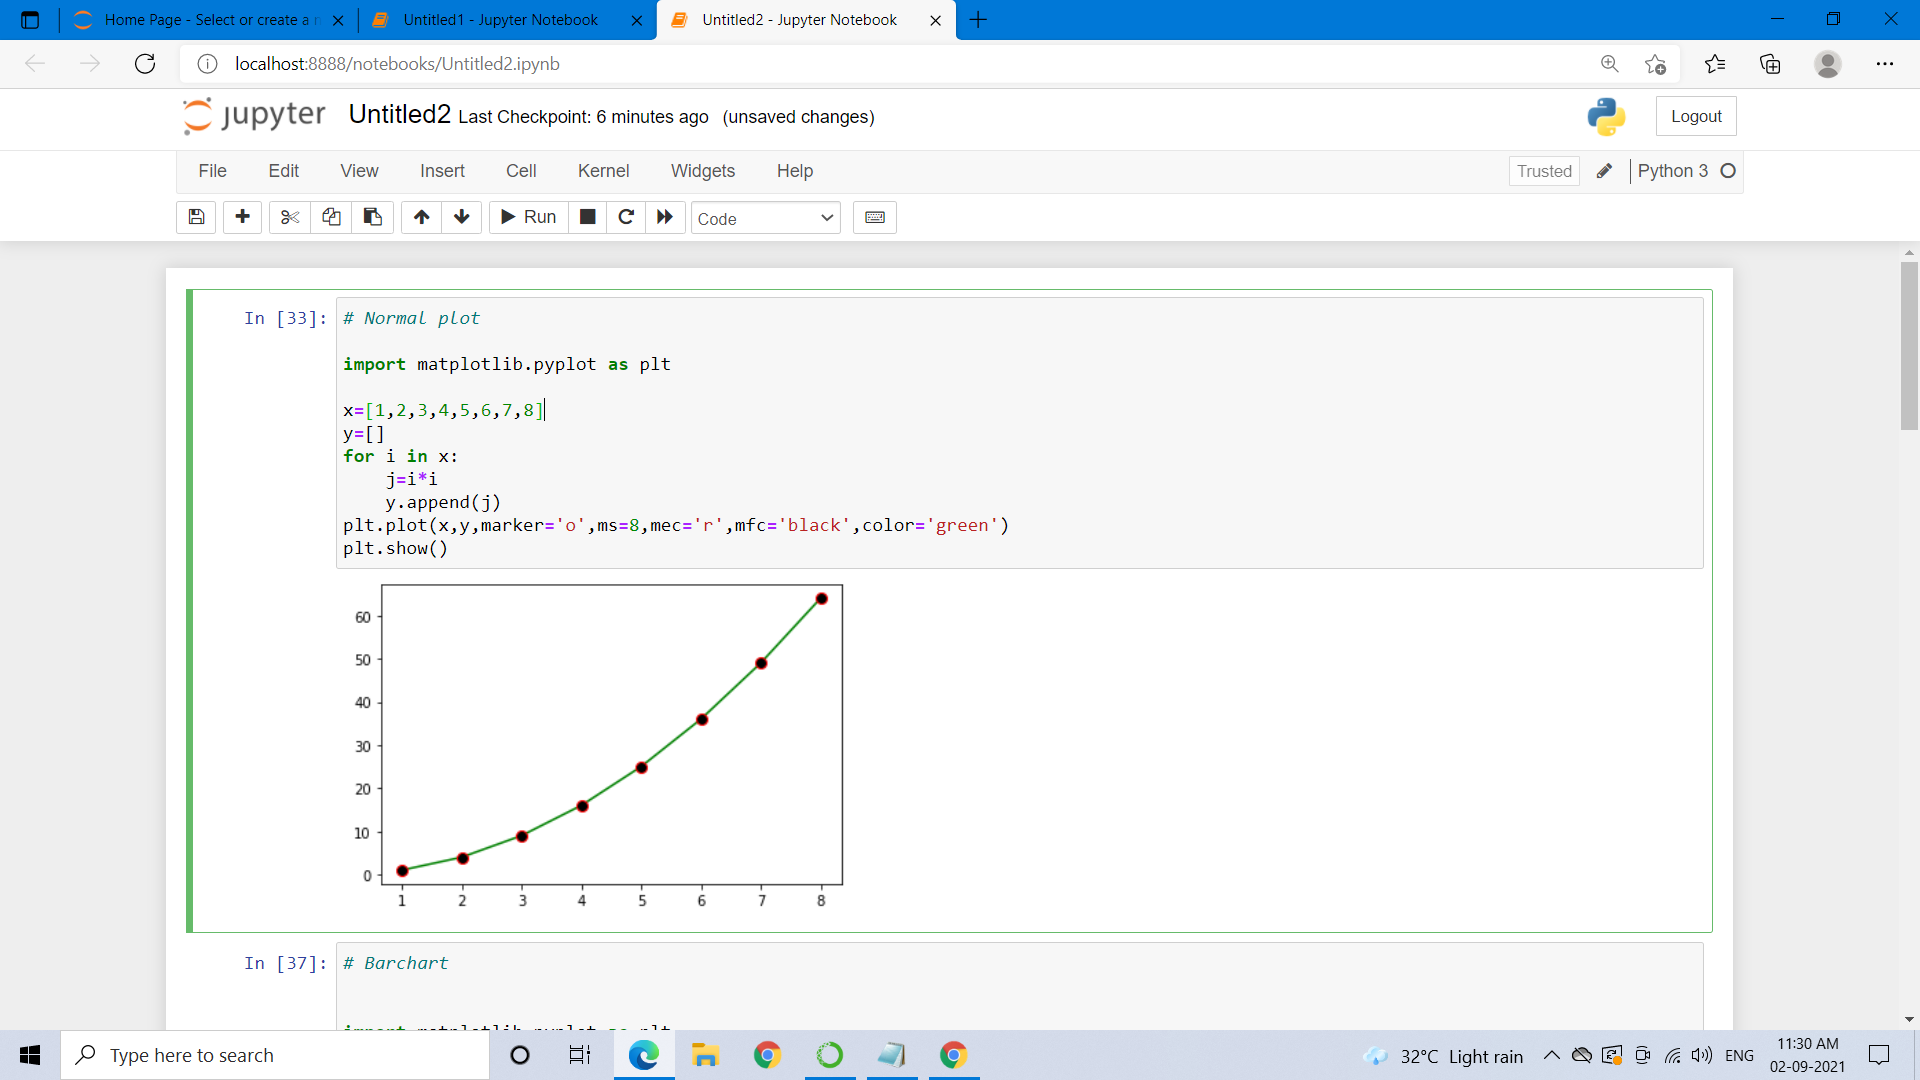 Home Page - Select or create a n
Untitled1 - Jupyter Notebook
Untitled2 - Jupyter Notebook
localhost:8888/notebooks/Untitled2.ipynb
jupyter Untitled2 Last Checkpoint: 6 minutes ago (unsaved changes)
Logout
File Edit View Insert Cell Kernel Widgets Help
Trusted Python 3
Run Code
In [33]: # Normal plot
import matplotlib.pyplot as plt
x=[1,2,3,4,5,6,7,8]
y=[]
for i in x:
    j=i*i
    y.append(j)
plt.plot(x,y,marker='o',ms=8,mec='r',mfc='black',color='green')
plt.show()
60
50
40
30
20
10
0
1 2 3 4 5 6 7 8
In [37]: # Barchart
import matplotlib.pyplot as plt
Type here to search
32°C Light rain
ENG
11:30 AM
02-09-2021